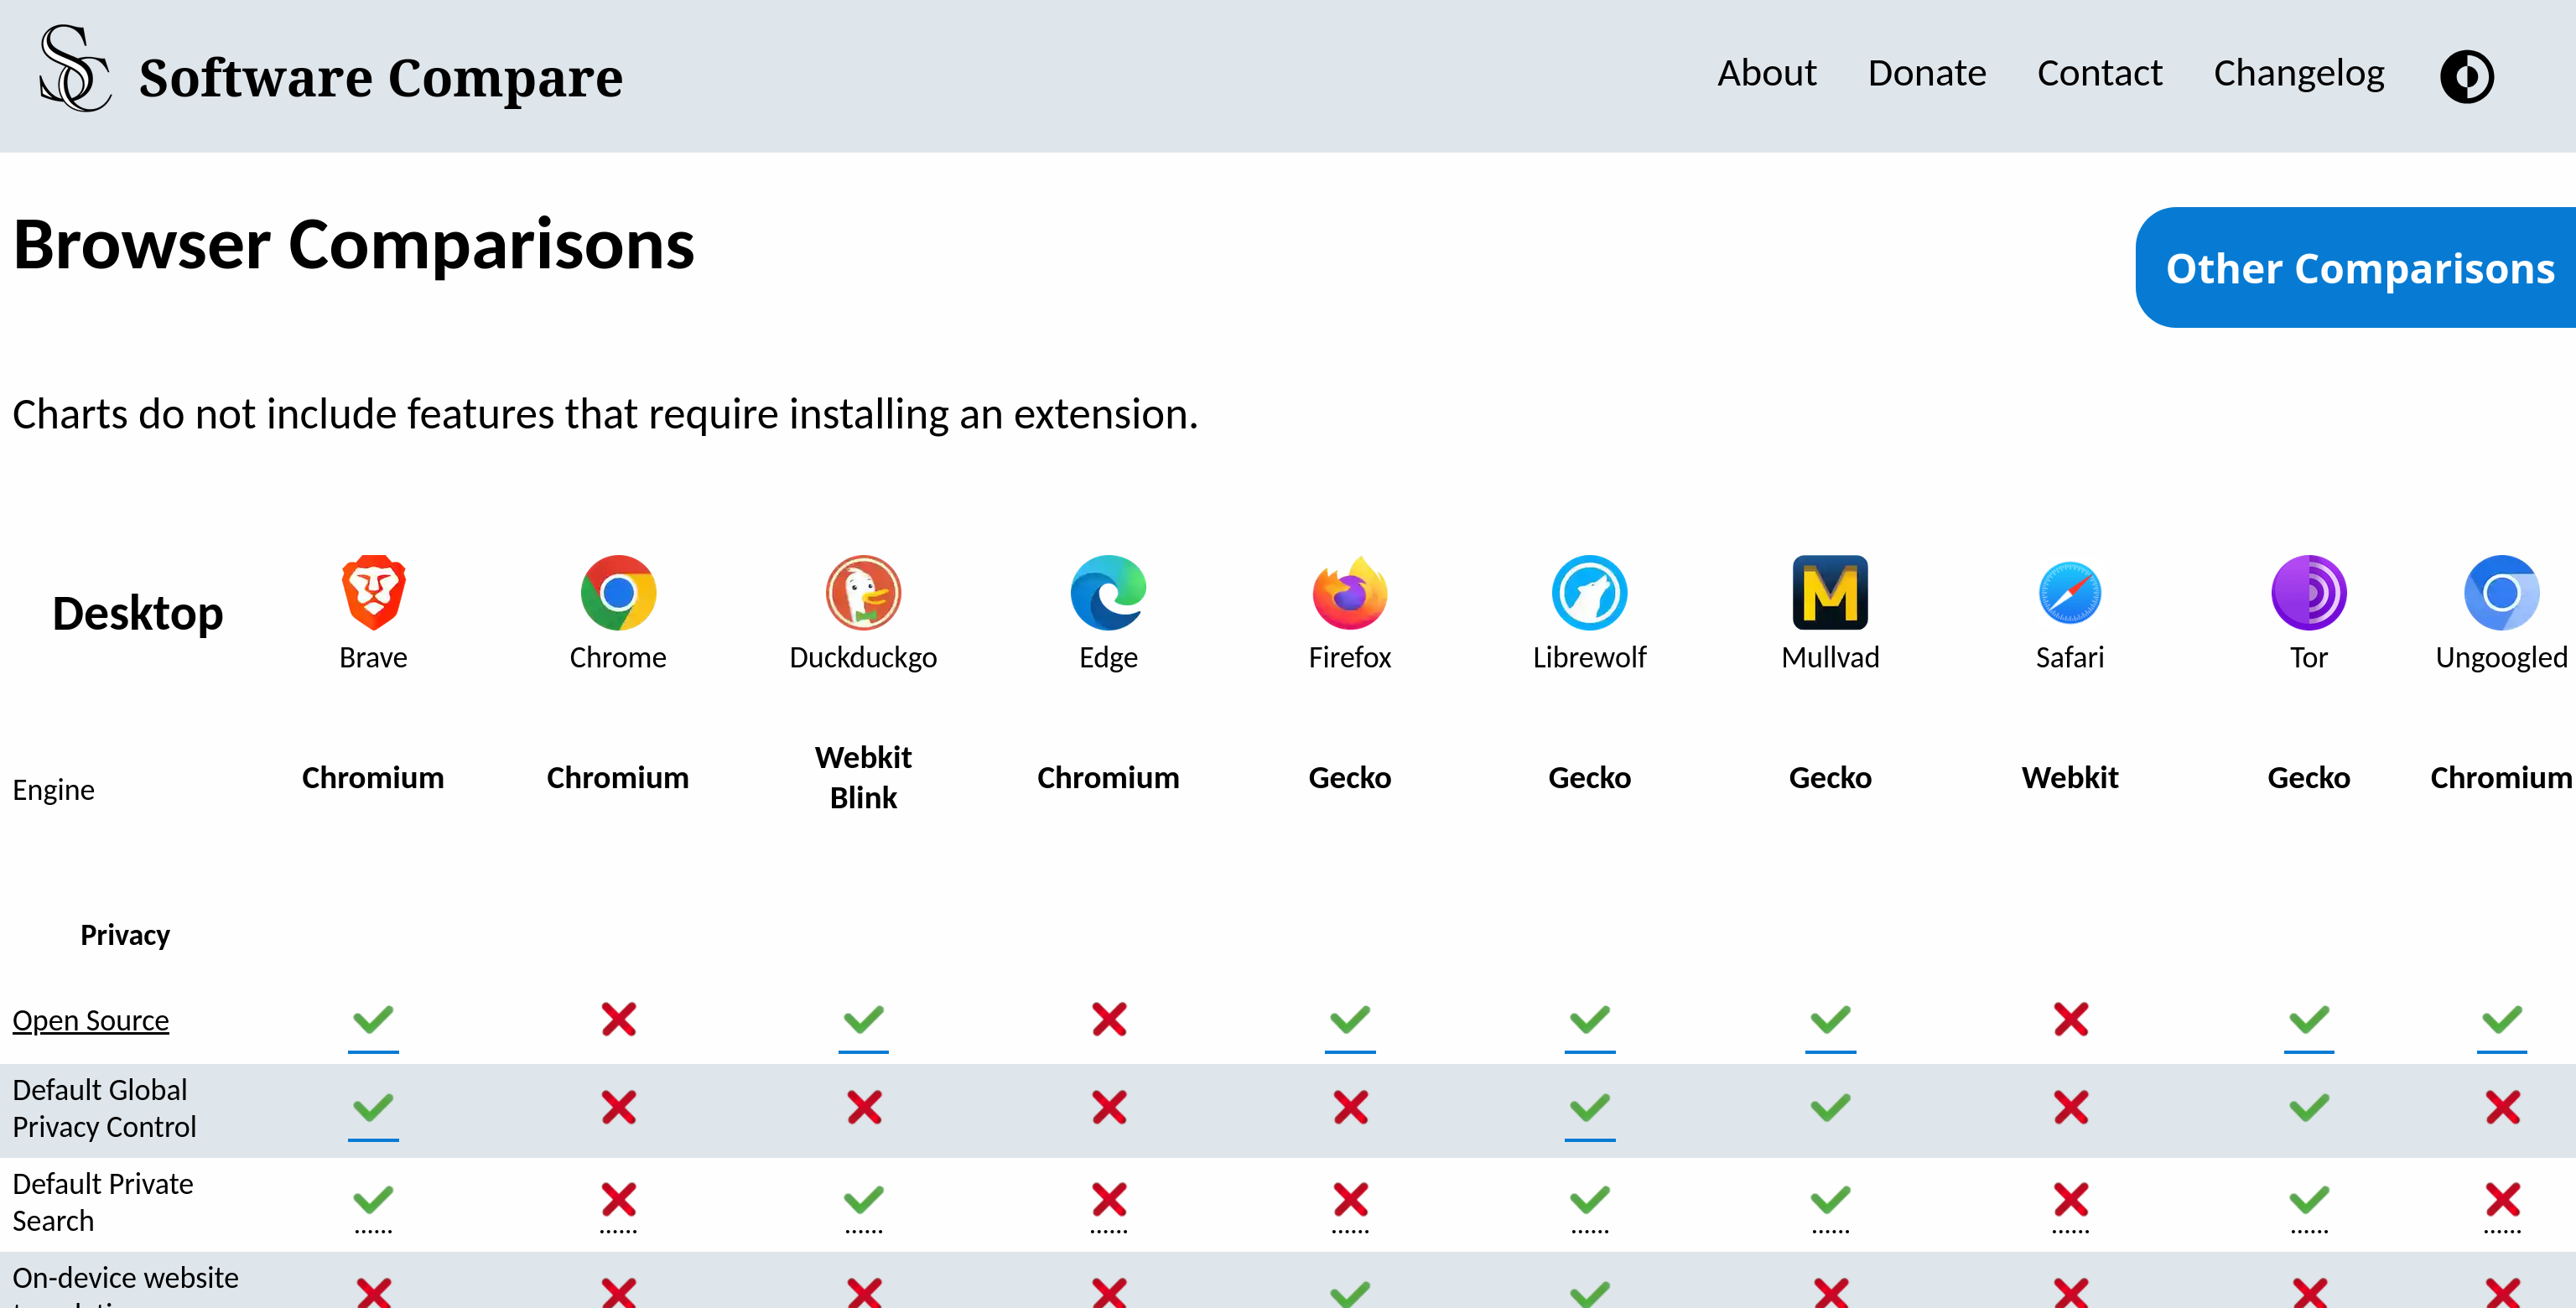 SC Software Compare
About Donate Contact Changelog
Browser Comparisons
Other Comparisons
Charts do not include features that require installing an extension.
Desktop
Brave Chrome Duckduckgo Edge Firefox Librewolf Mullvad Safari Tor Ungoogled
Engine Chromium Chromium Webkit Blink Chromium Gecko Gecko Gecko Webkit Gecko Chromium
Privacy
Open Source
Default Global
Privacy Control
Default Private
Search
On-device website